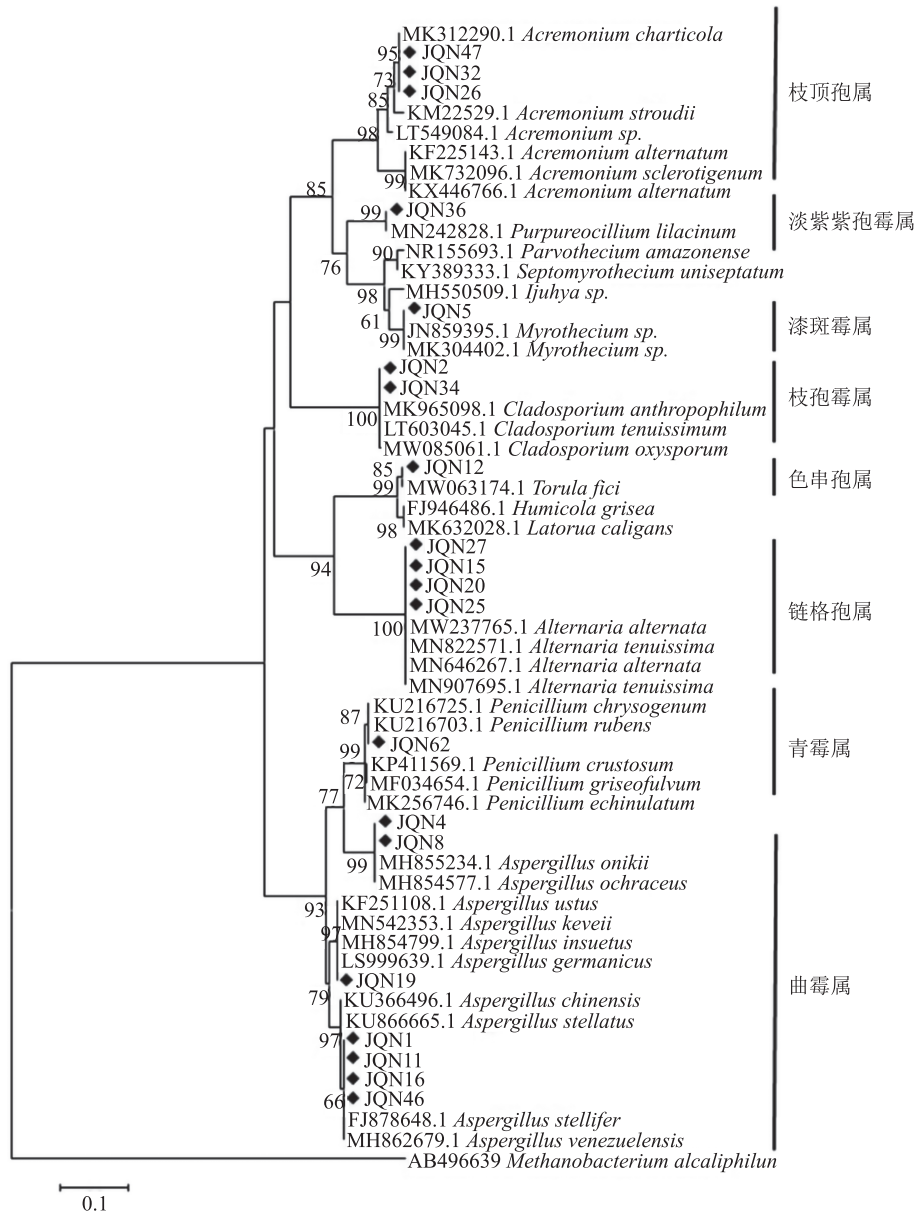 MK312290.1 Acremonium charticola
95 JQN47
JQN32
73
JQN26
85
枝顶孢属
KM22529.1 Acremonium stroudii
LT549084.1 Acremonium sp.
98
KF225143.1 Acremonium alternatum
MK732096.1 Acremonium sclerotigenum
99
KX446766.1 Acremonium alternatum
85
99 JQN36
淡紫紫孢霉属
MN242828.1 Purpureocillium lilacinum
NR155693.1 Parvothecium amazonense
90
76
KY389333.1 Septomyrothecium uniseptatum
MH550509.1 Ijuhya sp.
98
JQN5
61
漆斑霉属
JN859395.1 Myrothecium sp.
99
MK304402.1 Myrothecium sp.
JQN2
JQN34
枝孢霉属
MK965098.1 Cladosporium anthropophilum
100
LT603045.1 Cladosporium tenuissimum
MW085061.1 Cladosporium oxysporum
85 JQN12
色串孢属
99 MW063174.1 Torula fici
FJ946486.1 Humicola grisea
98 MK632028.1 Latorua caligans
JQN27
94
JQN15
JQN20
JQN25
链格孢属
100 MW237765.1 Alternaria alternata
MN822571.1 Alternaria tenuissima
MN646267.1 Alternaria alternata
MN907695.1 Alternaria tenuissima
KU216725.1 Penicillium chrysogenum
87
KU216703.1 Penicillium rubens
JQN62
青霉属
99
KP411569.1 Penicillium crustosum
72 MF034654.1 Penicillium griseofulvum
77
MK256746.1 Penicillium echinulatum
JQN4
JQN8
99 MH855234.1 Aspergillus onikii
MH854577.1 Aspergillus ochraceus
93
KF251108.1 Aspergillus ustus
MN542353.1 Aspergillus keveii
97
MH854799.1 Aspergillus insuetus
LS999639.1 Aspergillus germanicus
JQN19
曲霉属
79 KU366496.1 Aspergillus chinensis
KU866665.1 Aspergillus stellatus
97 JQN1
JQN11
JQN16
66 JQN46
FJ878648.1 Aspergillus stellifer
MH862679.1 Aspergillus venezuelensis
AB496639 Methanobacterium alcaliphilun
0.1